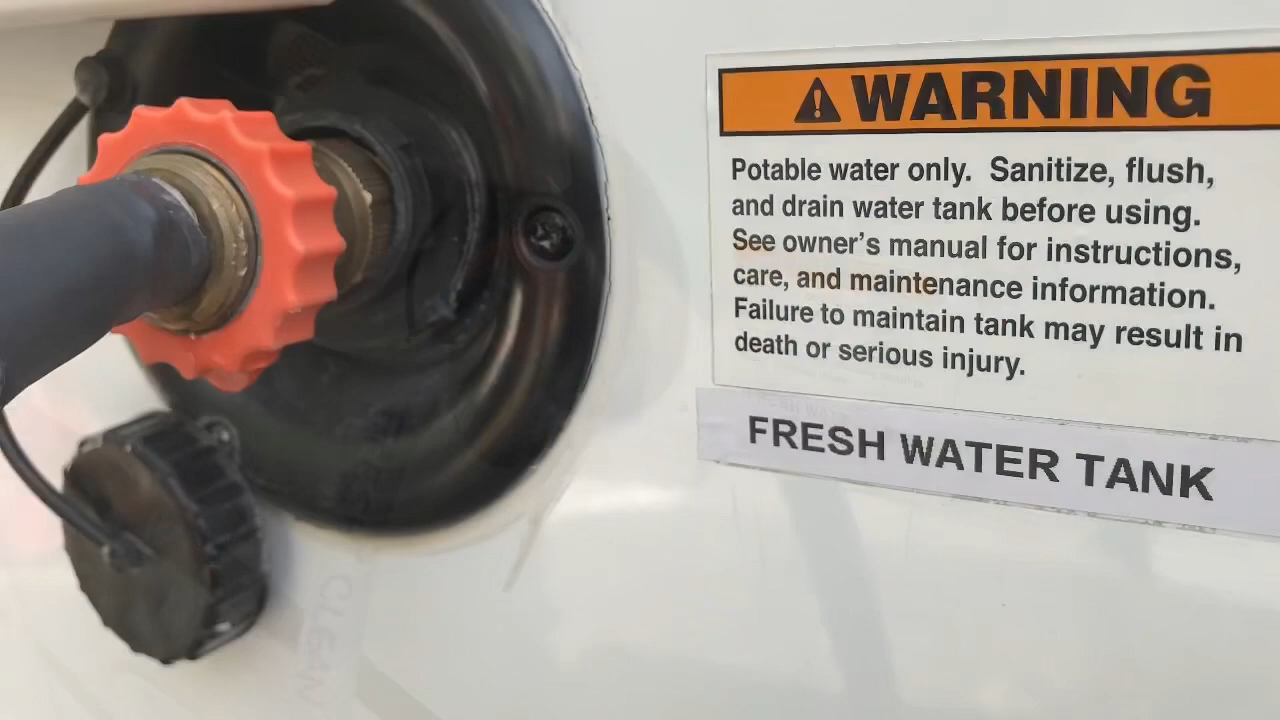 WARNING
Potable water only. Sanitize, flush,
and drain water tank before using.
See owner's manual for instructions,
care, and maintenance information.
Failure to maintain tank may result in
death or serious injury.
FRESH WATER TANK
CLEAN